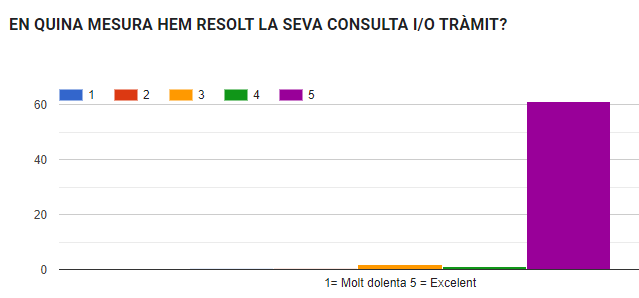 EN QUINA MESURA HEM RESOLT LA SEVA CONSULTA I/O TRÀMIT?
1 2 3 4 5
60
40
20
0
1= Molt dolenta 5 = Excelent